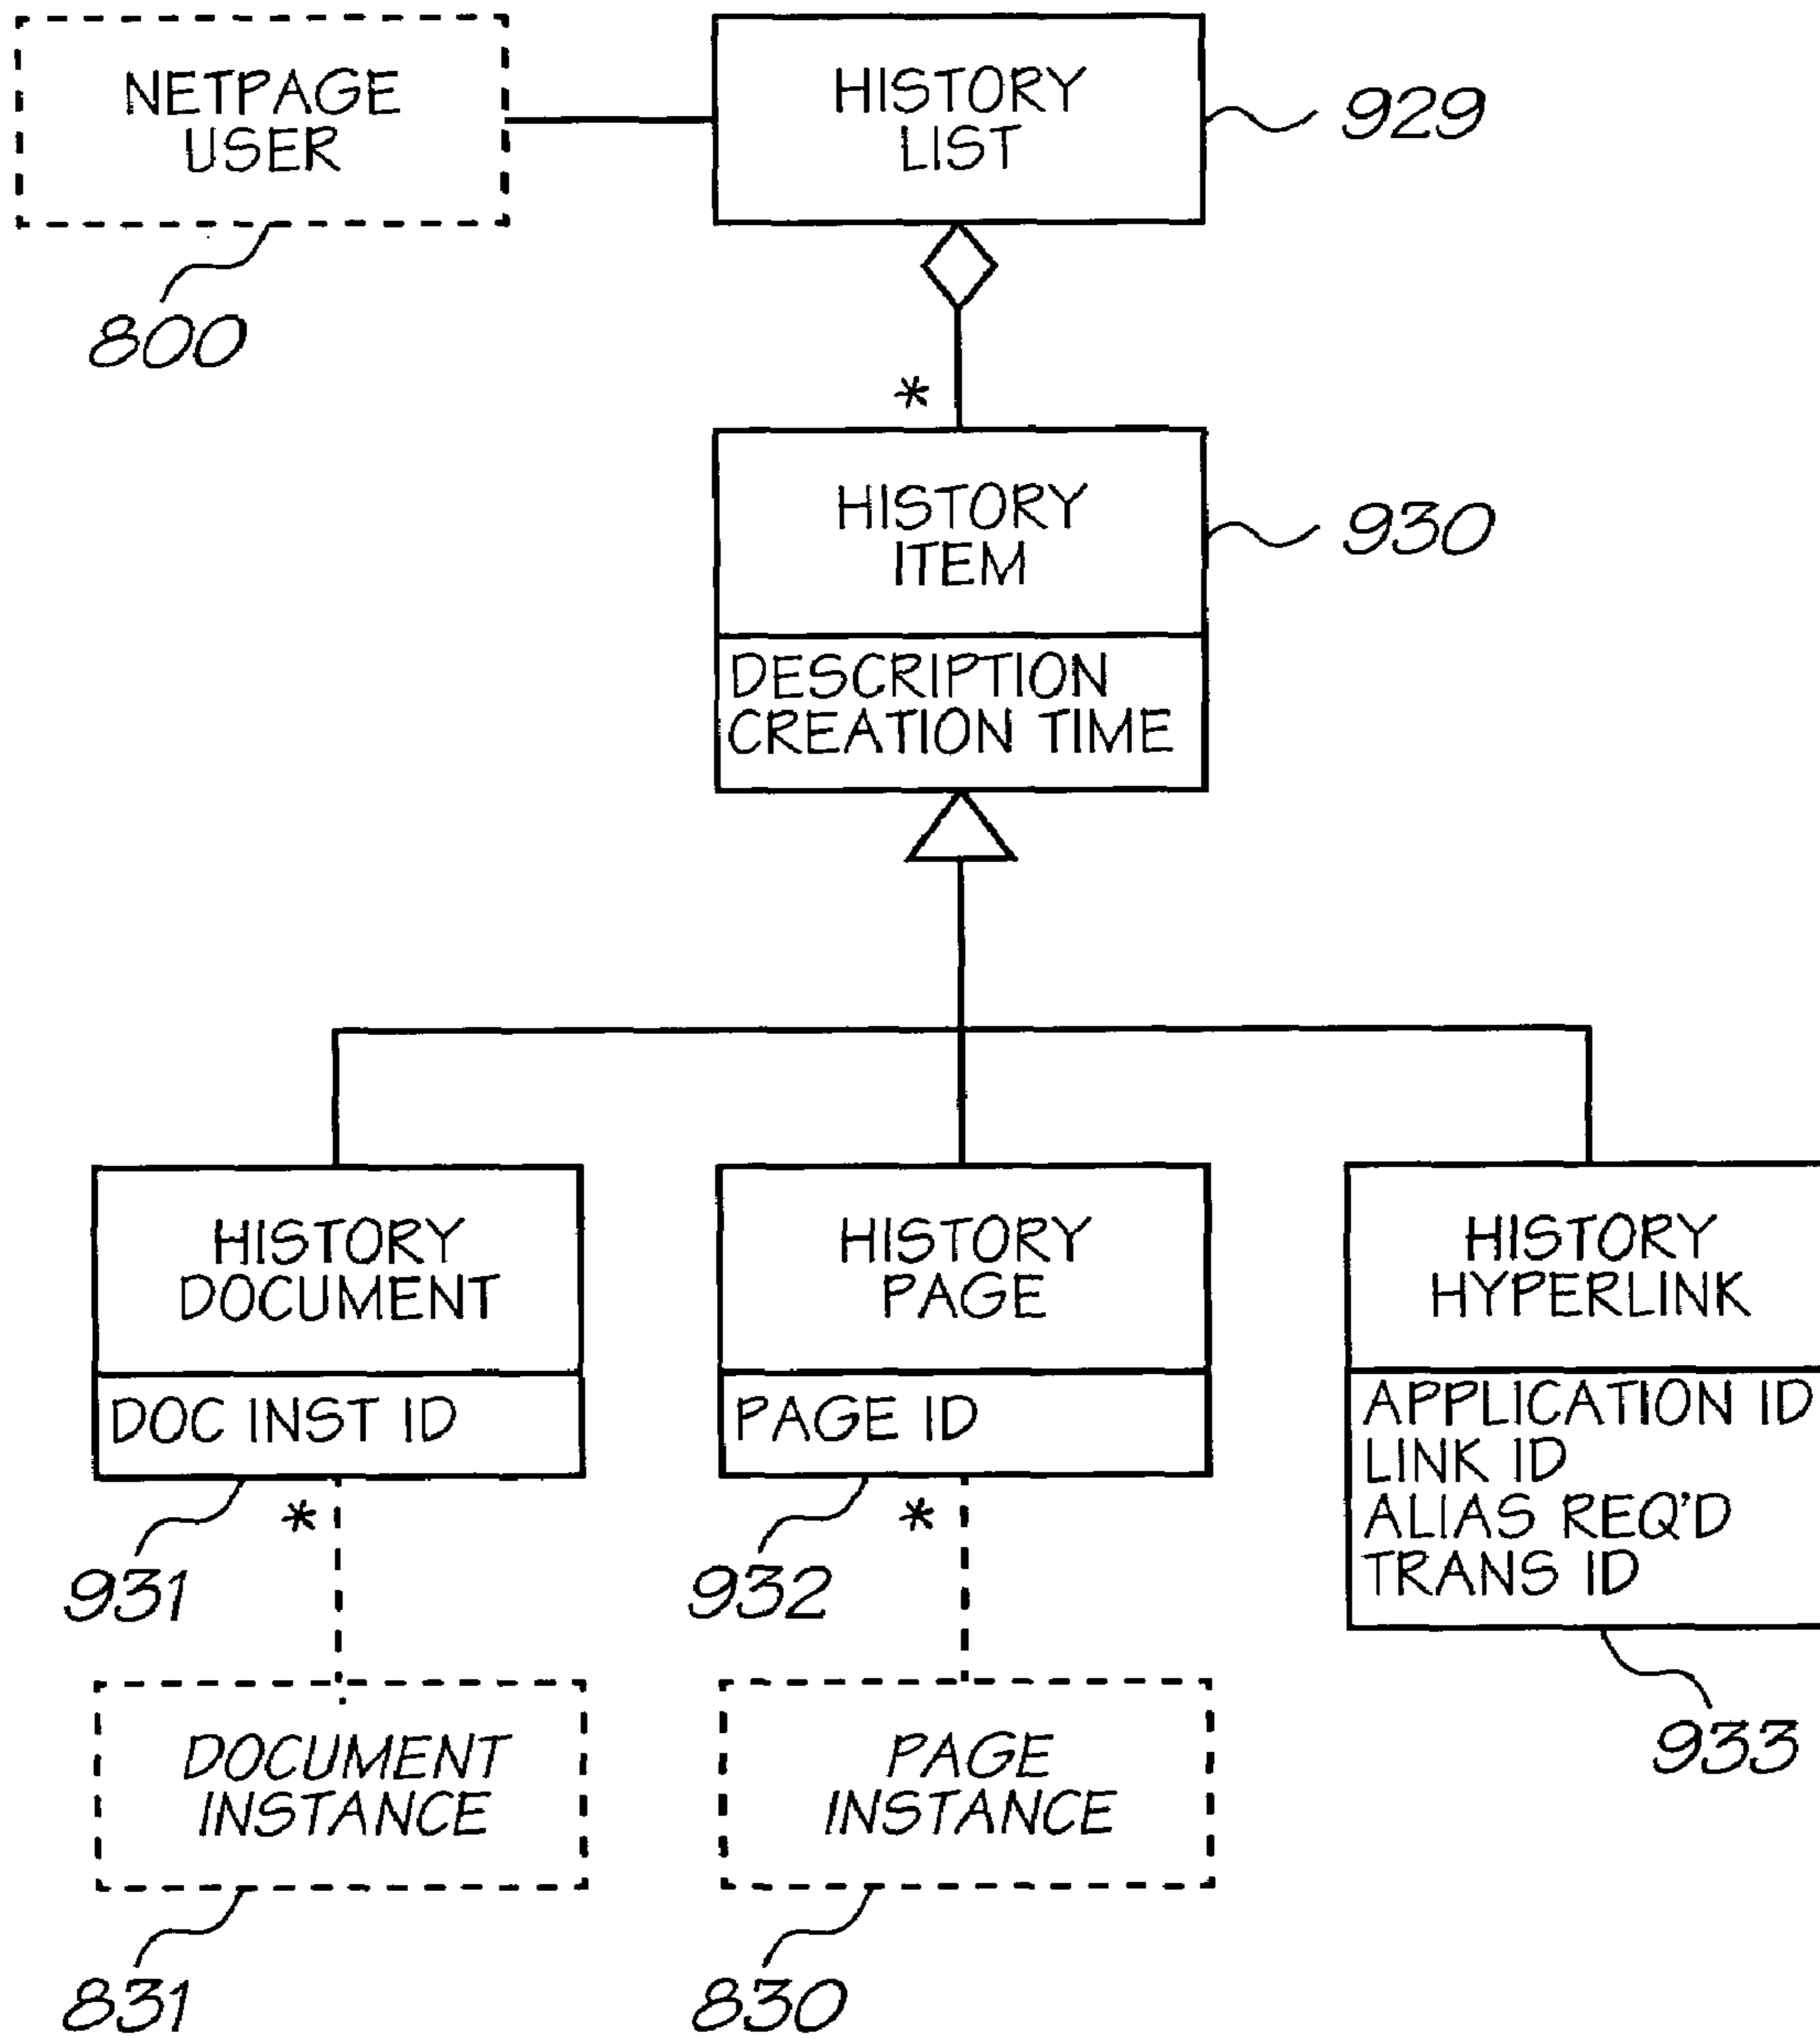 NETPAGE
USER
800
HISTORY
LIST
929
*
HISTORY
ITEM
930
DESCRIPTION
CREATION TIME
HISTORY
DOCUMENT
DOC INST ID
931
*
HISTORY
PAGE
PAGE ID
932
*
HISTORY
HYPERLINK
APPLICATION ID
LINK ID
ALIAS REQ'D
TRANS ID
933
DOCUMENT
INSTANCE
831
PAGE
INSTANCE
830